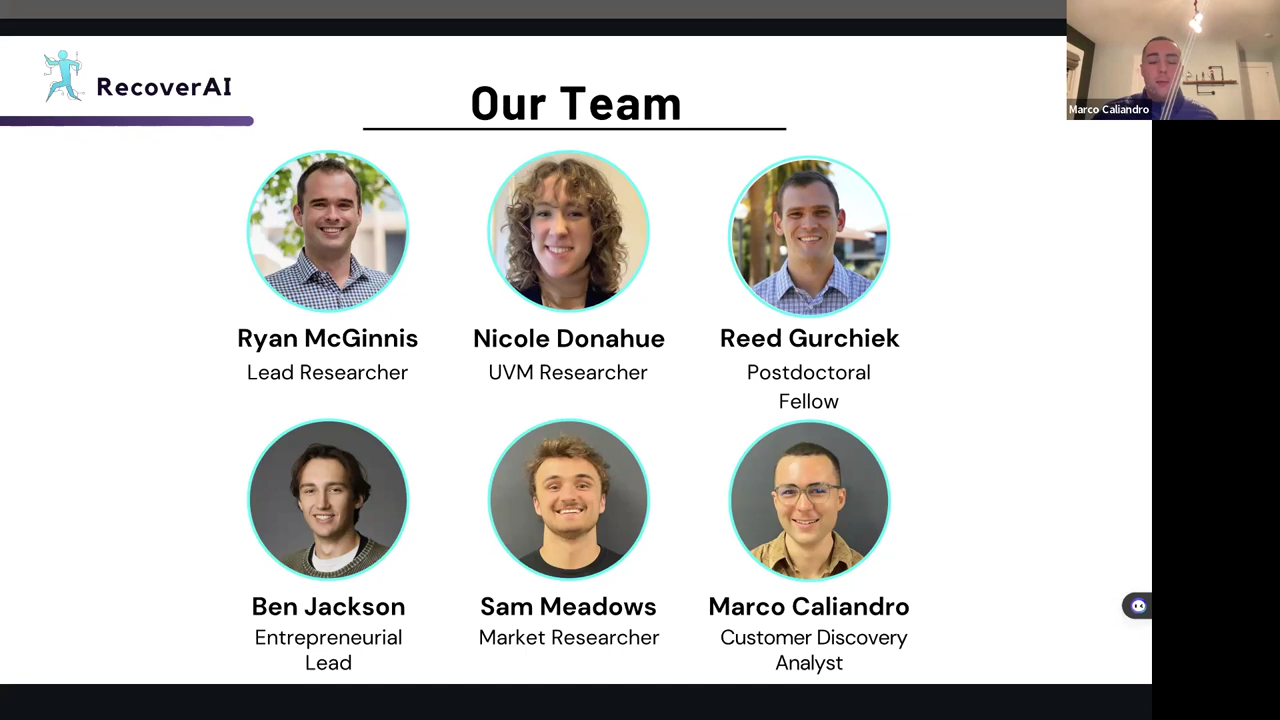 RecoverAI
Our Team
Marco Caliandro
Ryan McGinnis
Lead Researcher
Nicole Donahue
UVM Researcher
Reed Gurchiek
Postdoctoral
Fellow
Ben Jackson
Entrepreneurial
Lead
Sam Meadows
Market Researcher
Marco Caliandro
Customer Discovery
Analyst